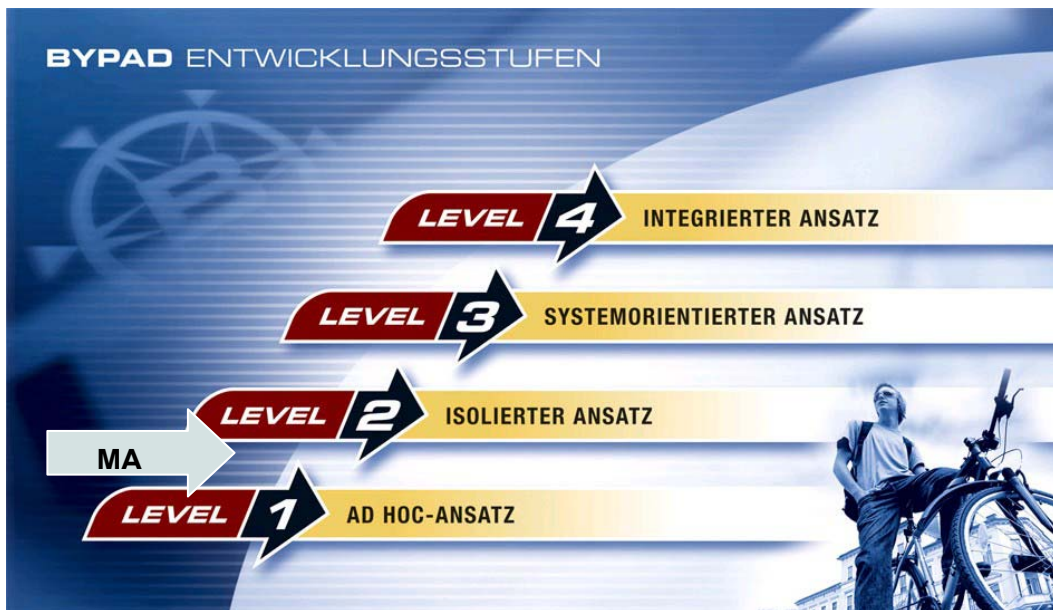 BYPAD ENTWICKLUNGSSTUFEN
LEVEL 4 INTEGRIERTER ANSATZ
LEVEL 3 SYSTEMORIENTIERTER ANSATZ
LEVEL 2 ISOLIERTER ANSATZ
MA
LEVEL 1 AD HOC-ANSATZ